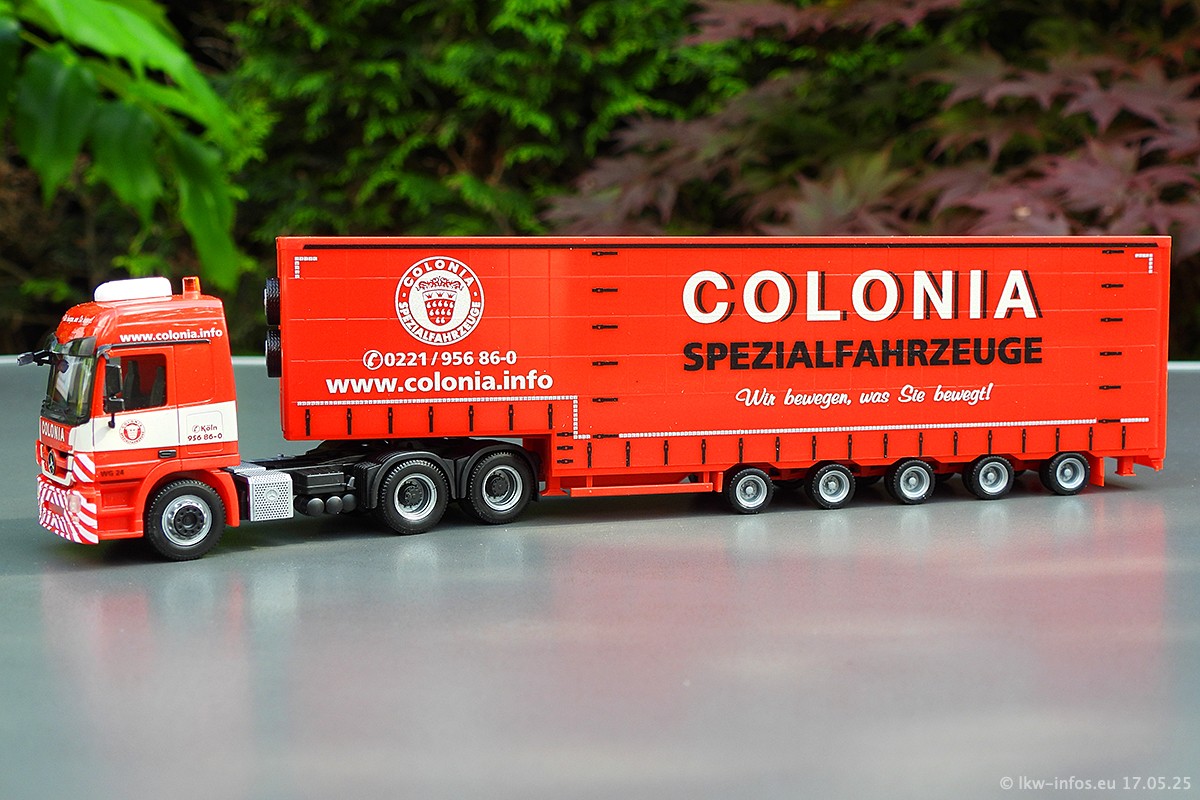 www.colonia.info
COLONIA
Köln
956 86-0
COLONIA
SPEZIALFAHRZEUGE
✆0221/956 86-0
www.colonia.info
COLONIA
SPEZIALFAHRZEUGE
Wir bewegen, was Sie bewegt!
© lkw-infos.eu 17.05.25